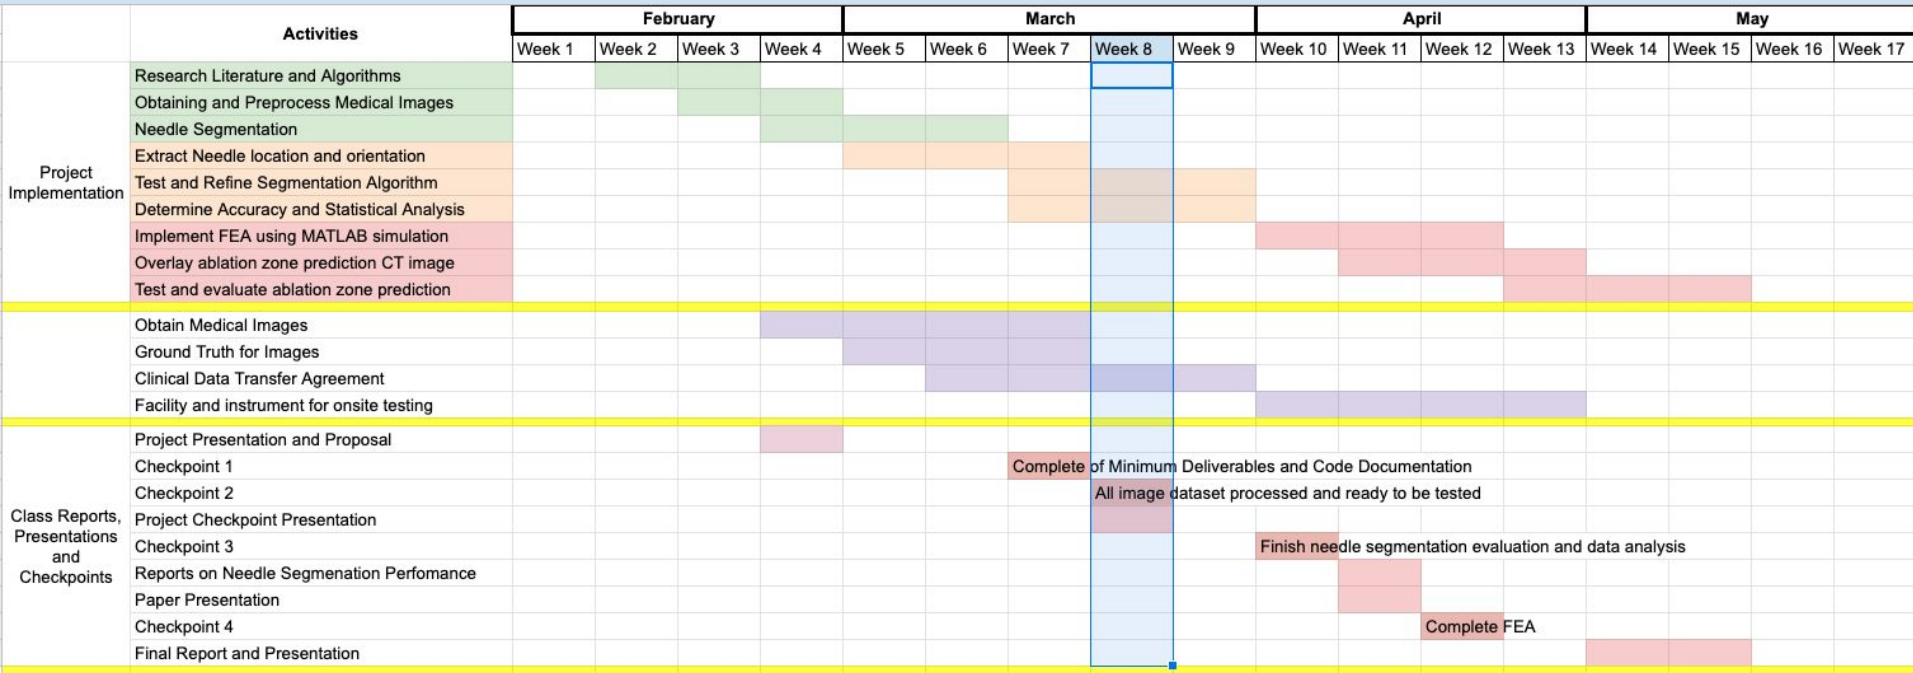 Activities
February March April May
Week 1 Week 2 Week 3 Week 4 Week 5 Week 6 Week 7 Week 8 Week 9 Week 10 Week 11 Week 12 Week 13 Week 14 Week 15 Week 16 Week 17
Project
Implementation
Research Literature and Algorithms
Obtaining and Preprocess Medical Images
Needle Segmentation
Extract Needle location and orientation
Test and Refine Segmentation Algorithm
Determine Accuracy and Statistical Analysis
Implement FEA using MATLAB simulation
Overlay ablation zone prediction CT image
Test and evaluate ablation zone prediction
Obtain Medical Images
Ground Truth for Images
Clinical Data Transfer Agreement
Facility and instrument for onsite testing
Class Reports,
Presentations
and
Checkpoints
Project Presentation and Proposal
Checkpoint 1 Complete of Minimum Deliverables and Code Documentation
Checkpoint 2 All image dataset processed and ready to be tested
Project Checkpoint Presentation
Checkpoint 3 Finish needle segmentation evaluation and data analysis
Reports on Needle Segmenation Perfomance
Paper Presentation
Checkpoint 4 Complete FEA
Final Report and Presentation